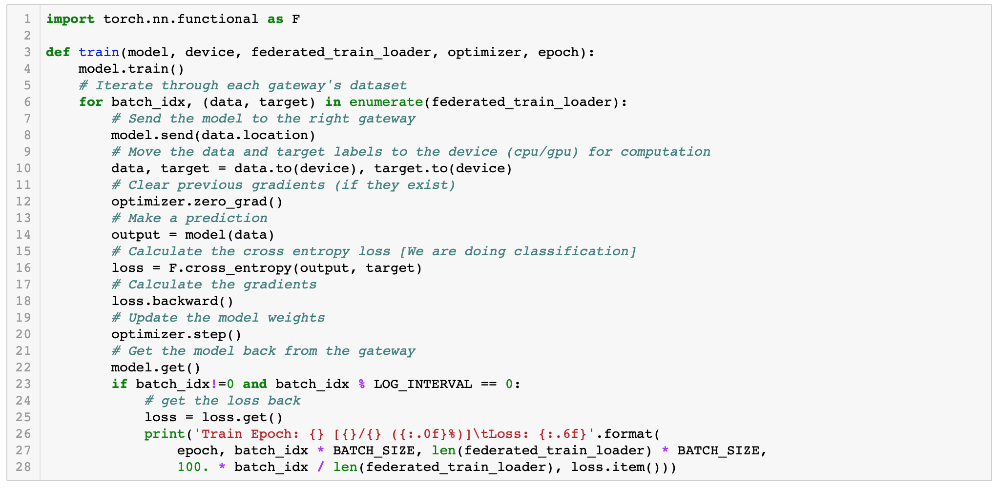 1 import torch.nn.functional as F
2
3 def train(model, device, federated_train_loader, optimizer, epoch):
4     model.train()
5     # Iterate through each gateway's dataset
6     for batch_idx, (data, target) in enumerate(federated_train_loader):
7         # Send the model to the right gateway
8         model.send(data.location)
9         # Move the data and target labels to the device (cpu/gpu) for computation
10         data, target = data.to(device), target.to(device)
11         # Clear previous gradients (if they exist)
12         optimizer.zero_grad()
13         # Make a prediction
14         output = model(data)
15         # Calculate the cross entropy loss [We are doing classification]
16         loss = F.cross_entropy(output, target)
17         # Calculate the gradients
18         loss.backward()
19         # Update the model weights
20         optimizer.step()
21         # Get the model back from the gateway
22         model.get()
23         if batch_idx!=0 and batch_idx % LOG_INTERVAL == 0:
24             # get the loss back
25             loss = loss.get()
26             print('Train Epoch: {} [{}/{} ({:.0f}%)]\tLoss: {:.6f}'.format(
27                 epoch, batch_idx * BATCH_SIZE, len(federated_train_loader) * BATCH_SIZE,
28                 100. * batch_idx / len(federated_train_loader), loss.item()))